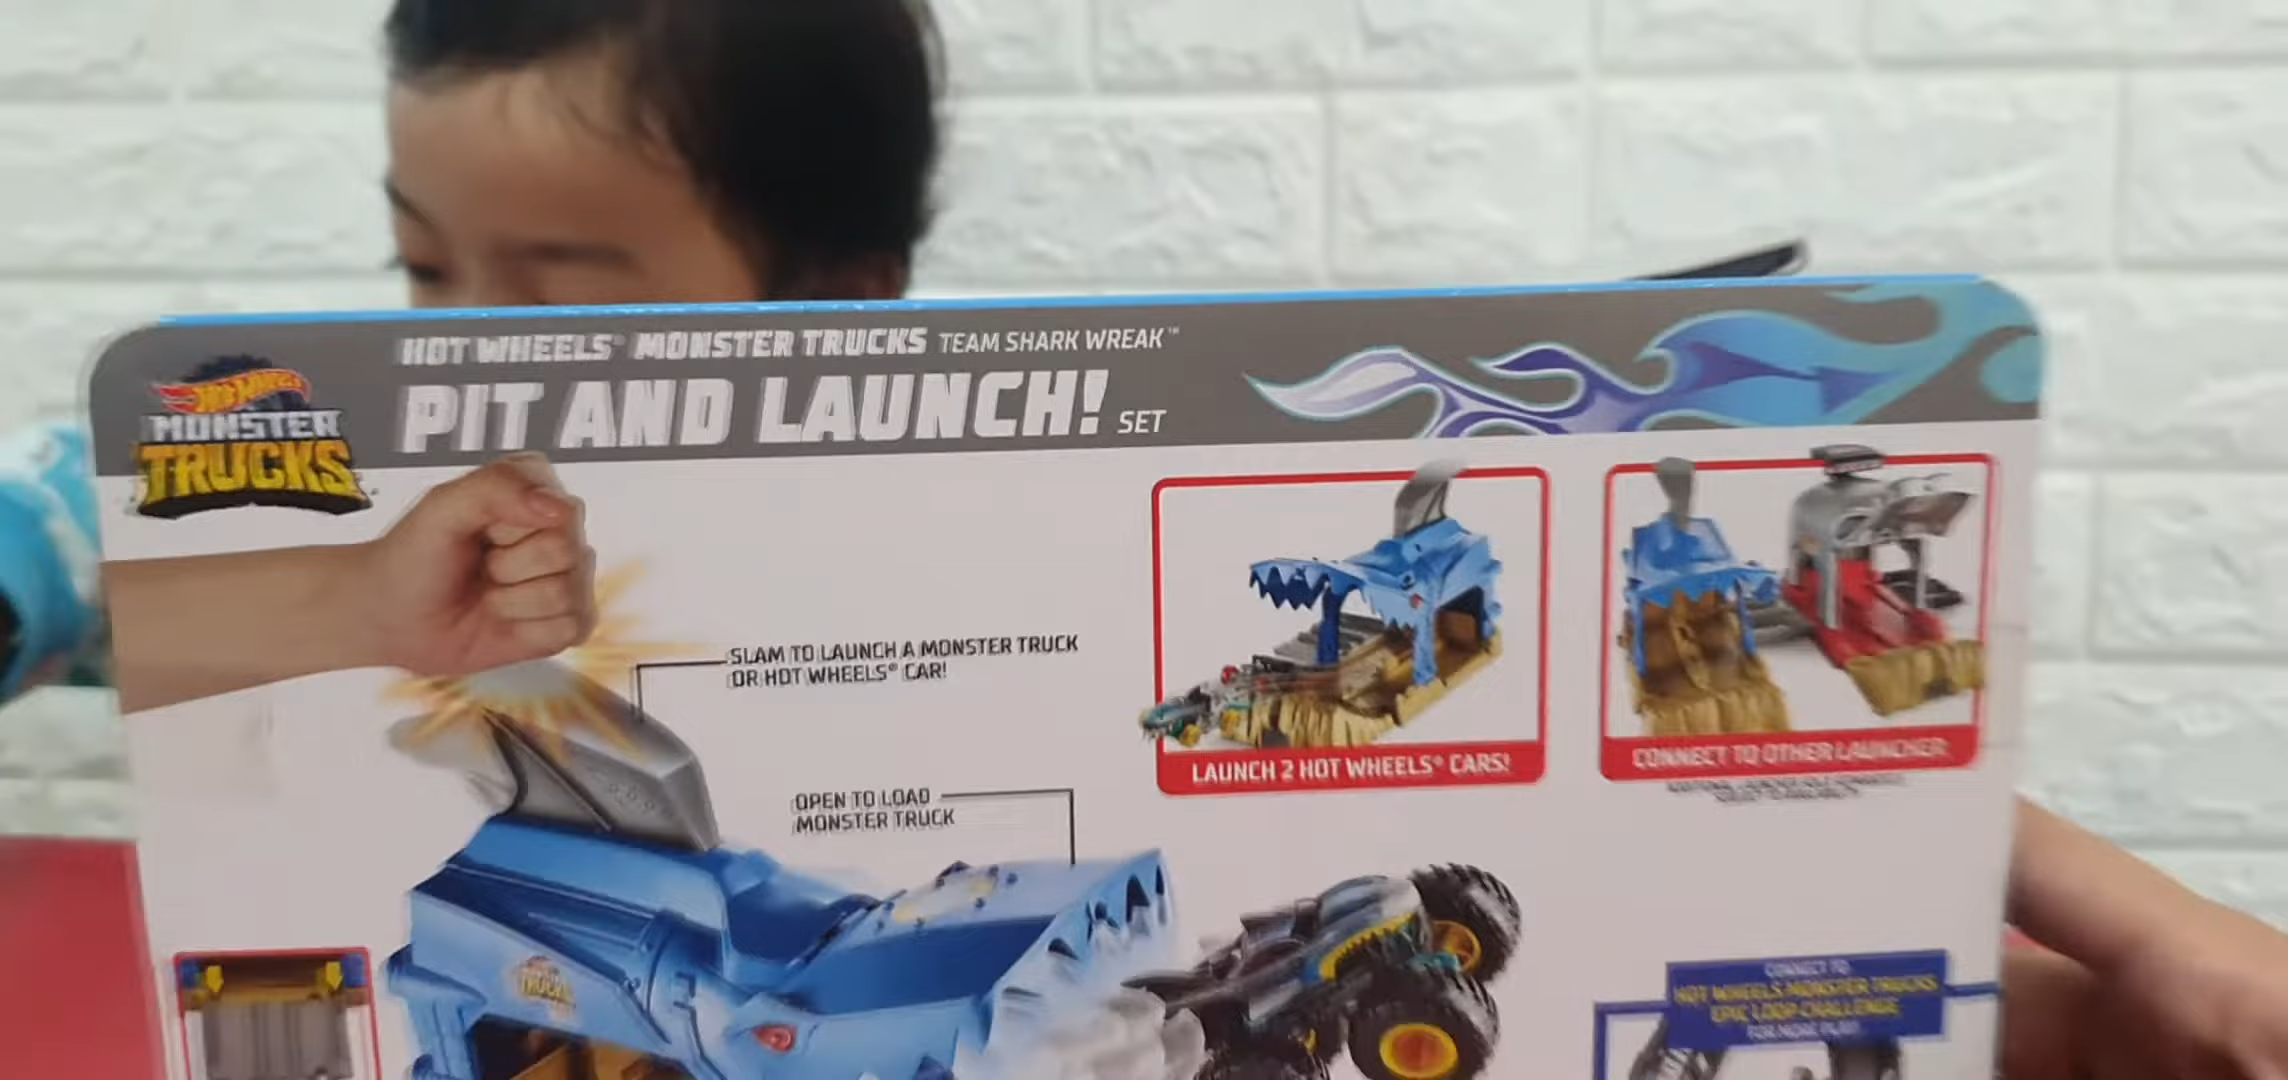 HOT WHEELS® MONSTER TRUCKS TEAM SHARK WREAK™
PIT AND LAUNCH! SET
HOT WHEELS
MONSTER
TRUCKS
SLAM TO LAUNCH A MONSTER TRUCK
OR HOT WHEELS® CAR!
OPEN TO LOAD
MONSTER TRUCK
LAUNCH 2 HOT WHEELS® CARS!
CONNECT TO OTHER LAUNCHER
TRUCKS
CONNECT TO
HOT WHEELS MONSTER TRUCKS
EPIC LOOP CHALLENGE
FOR MORE PLAY!